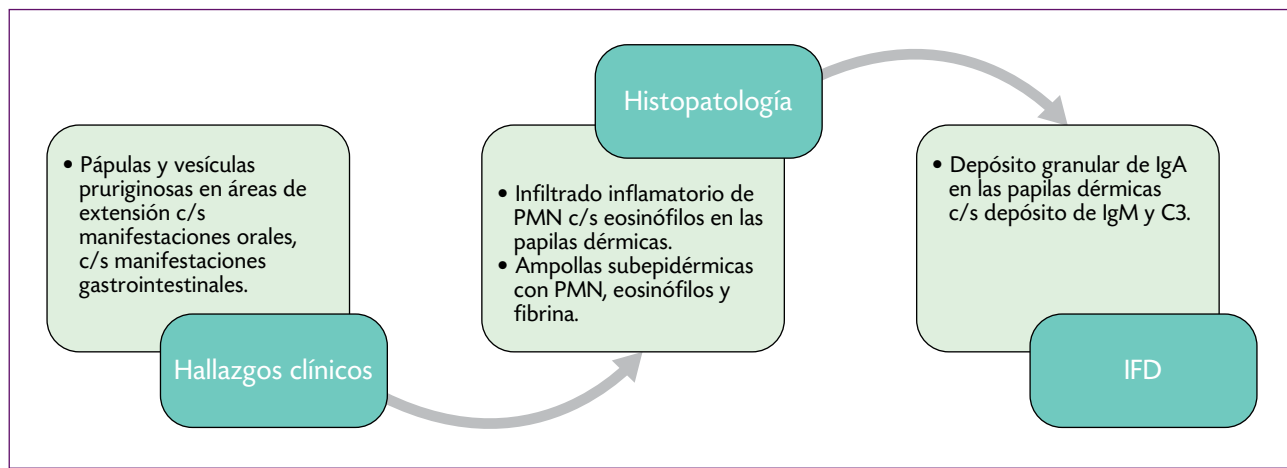 • Pápulas y vesículas
pruriginosas en áreas de
extensión c/s
manifestaciones orales,
c/s manifestaciones
gastrointestinales.
Hallazgos clínicos
Histopatología
• Infiltrado inflamatorio de
PMN c/s eosinófilos en las
papilas dérmicas.
• Ampollas subepidérmicas
con PMN, eosinófilos y
fibrina.
• Depósito granular de IgA
en las papilas dérmicas
c/s depósito de IgM y C3.
IFD